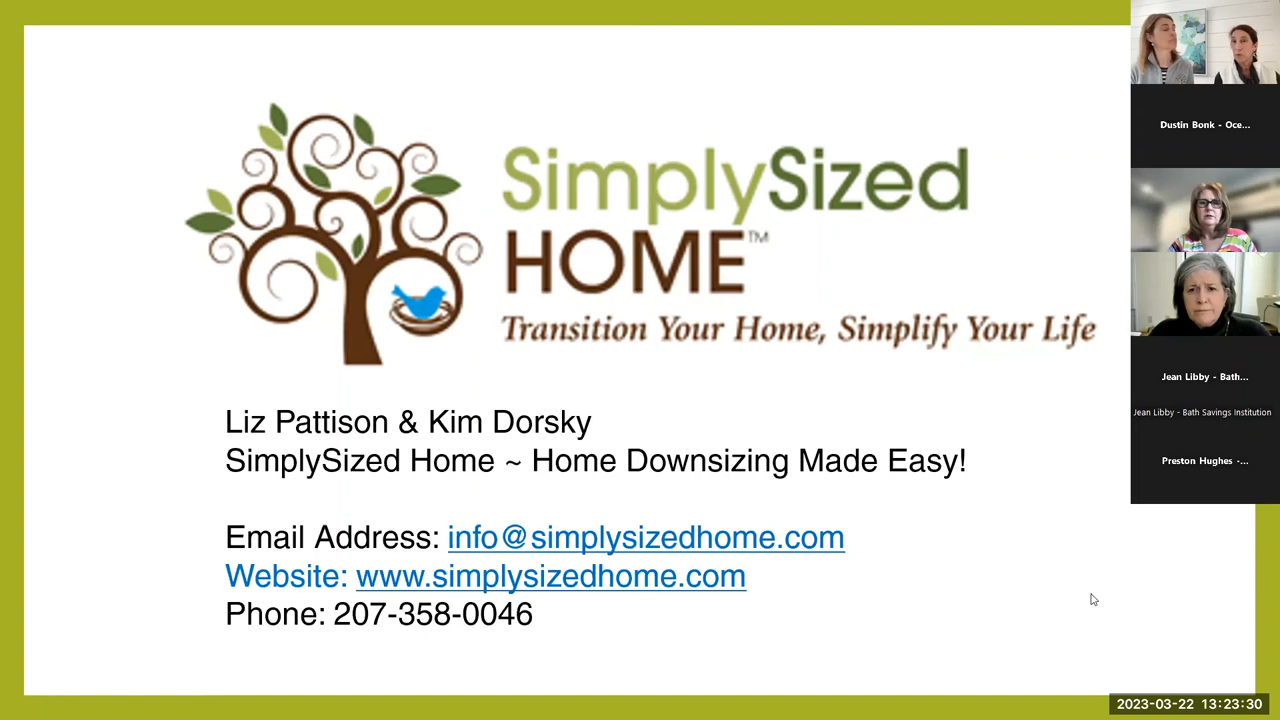 SimplySized
HOME™
Transition Your Home, Simplify Your Life
Liz Pattison & Kim Dorsky
SimplySized Home ~ Home Downsizing Made Easy!
Email Address: info@simplysizedhome.com
Website: www.simplysizedhome.com
Phone: 207-358-0046
Dustin Bonk - Oce...
Jean Libby - Bath...
Jean Libby - Bath Savings Institution
Preston Hughes -...
2023-03-22 13:23:30